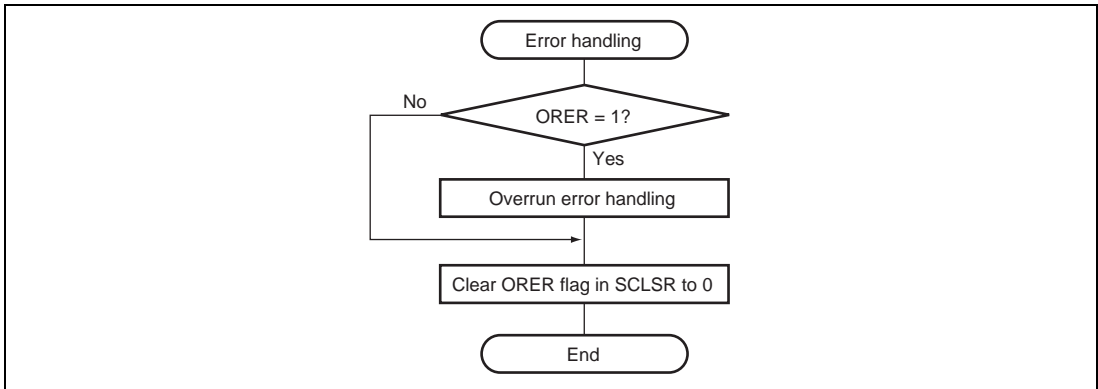 Error handling
No
ORER = 1?
Yes
Overrun error handling
Clear ORER flag in SCLSR to 0
End